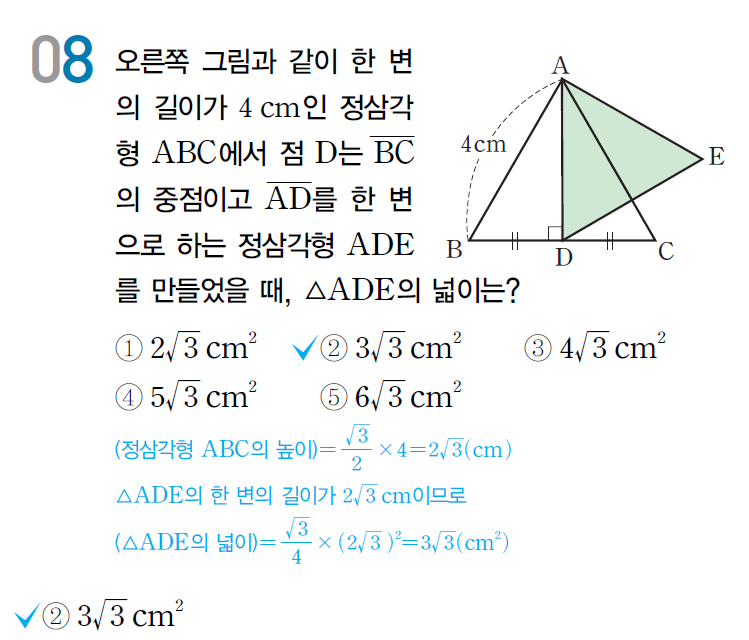 08
오른쪽 그림과 같이 한 변
의 길이가 4 cm인 정삼각
형 ABC에서 점 D는 $\overline{BC}$
의 중점이고 $\overline{AD}$를 한 변
으로 하는 정삼각형 ADE
를 만들었을 때, △ADE의 넓이는?
A
4cm
E
B
D
C
① 2√3 cm² ✓② 3√3 cm² ③ 4√3 cm²
④ 5√3 cm² ⑤ 6√3 cm²
(정삼각형 ABC의 높이)=√3/2×4=2√3(cm)
△ADE의 한 변의 길이가 2√3 cm이므로
(△ADE의 넓이)=√3/4×(2√3)²=3√3(cm²)
✓② 3√3 cm²